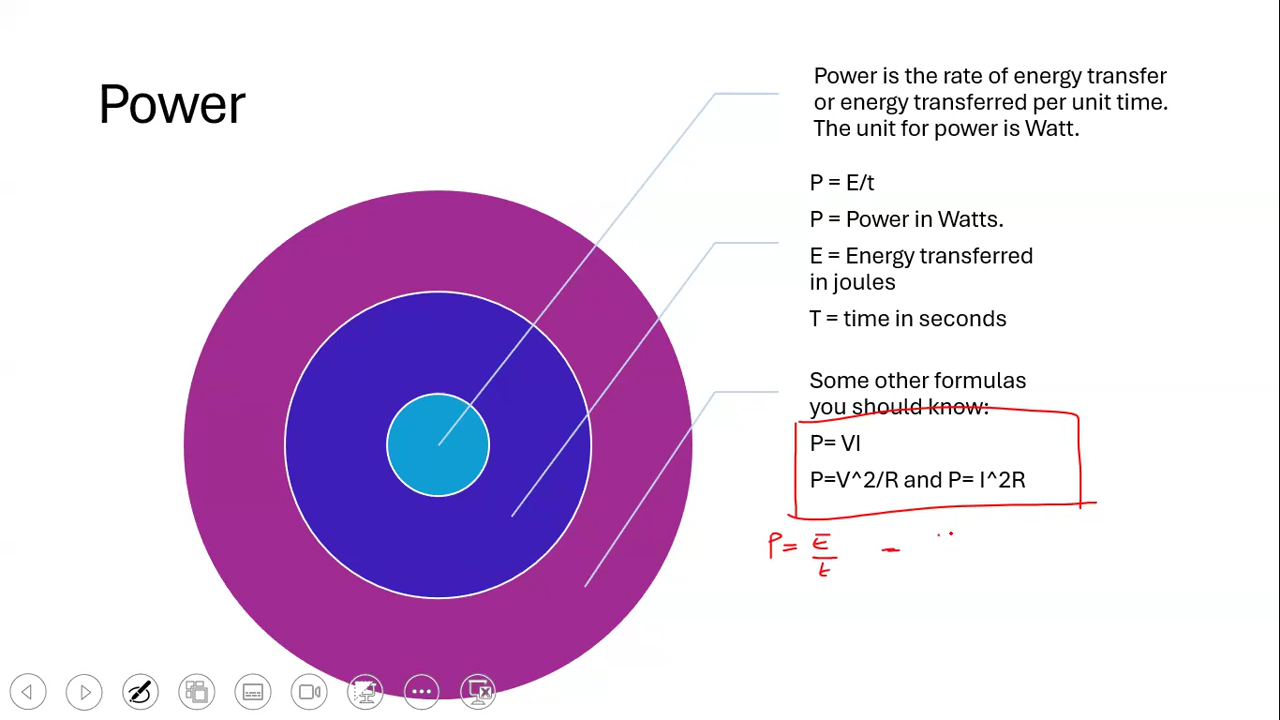 Power
Power is the rate of energy transfer
or energy transferred per unit time.
The unit for power is Watt.
P = E/t
P = Power in Watts.
E = Energy transferred
in joules
T = time in seconds
Some other formulas
you should know:
P= VI
P=V^2/R and P= I^2R
P= E
t
-